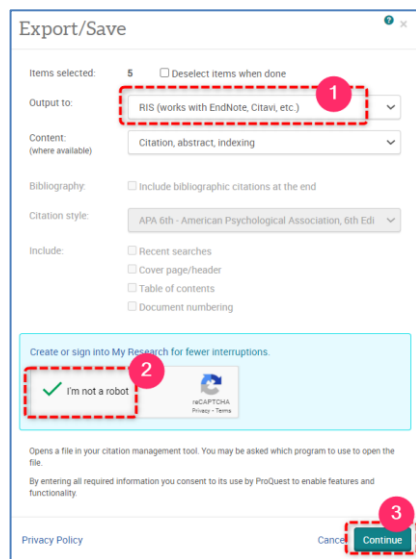 Export/Save
? ×
Items selected: 5 Deselect items when done
1
Output to: RIS (works with EndNote, Citavi, etc.)
Content: Citation, abstract, indexing
(where available)
Bibliography: Include bibliographic citations at the end
Citation style: APA 6th - American Psychological Association, 6th Edi
Include: Recent searches
Cover page/header
Table of contents
Document numbering
Create or sign into My Research for fewer interruptions.
2
I'm not a robot
reCAPTCHA
Privacy - Terms
Opens a file in your citation management tool. You may be asked which program to use to open the
file.
By entering all required information you consent to its use by ProQuest to enable features and
functionality.
3
Privacy Policy Cancel Continue